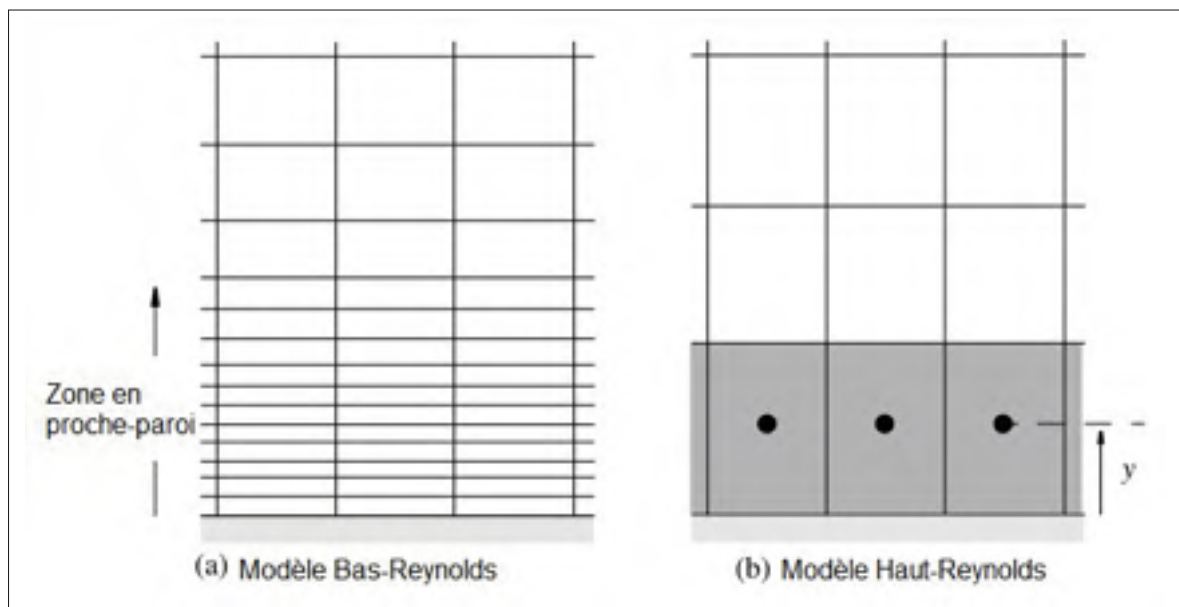 Zone en
proche-paroi
y
(a) Modèle Bas-Reynolds
(b) Modèle Haut-Reynolds